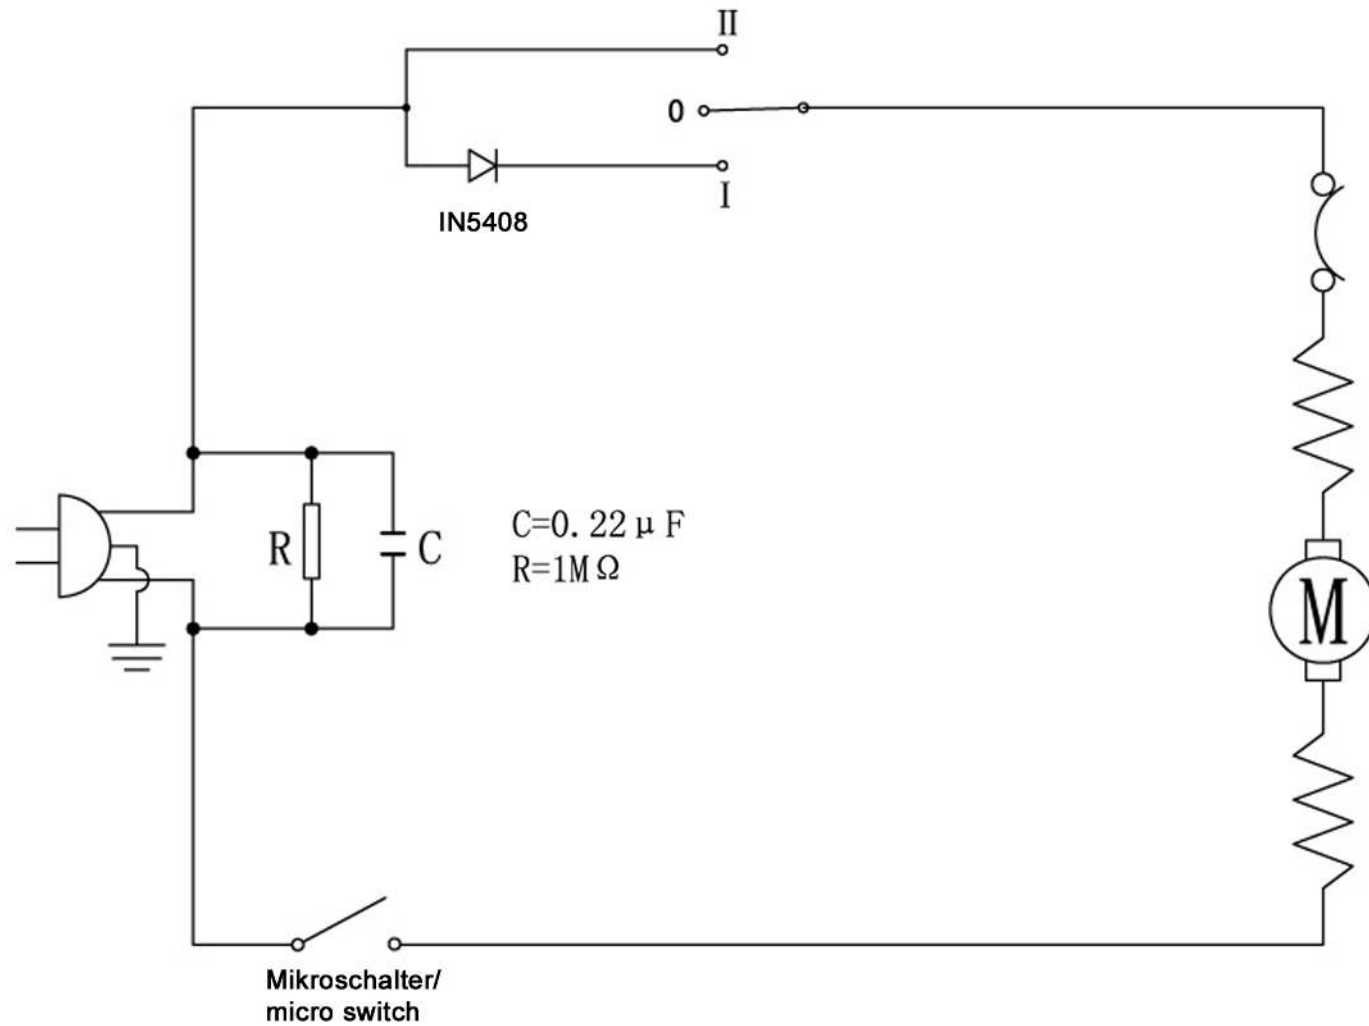 II
0
I
IN5408
R
C
C=0.22μF
R=1MΩ
M
Mikroschalter/
micro switch